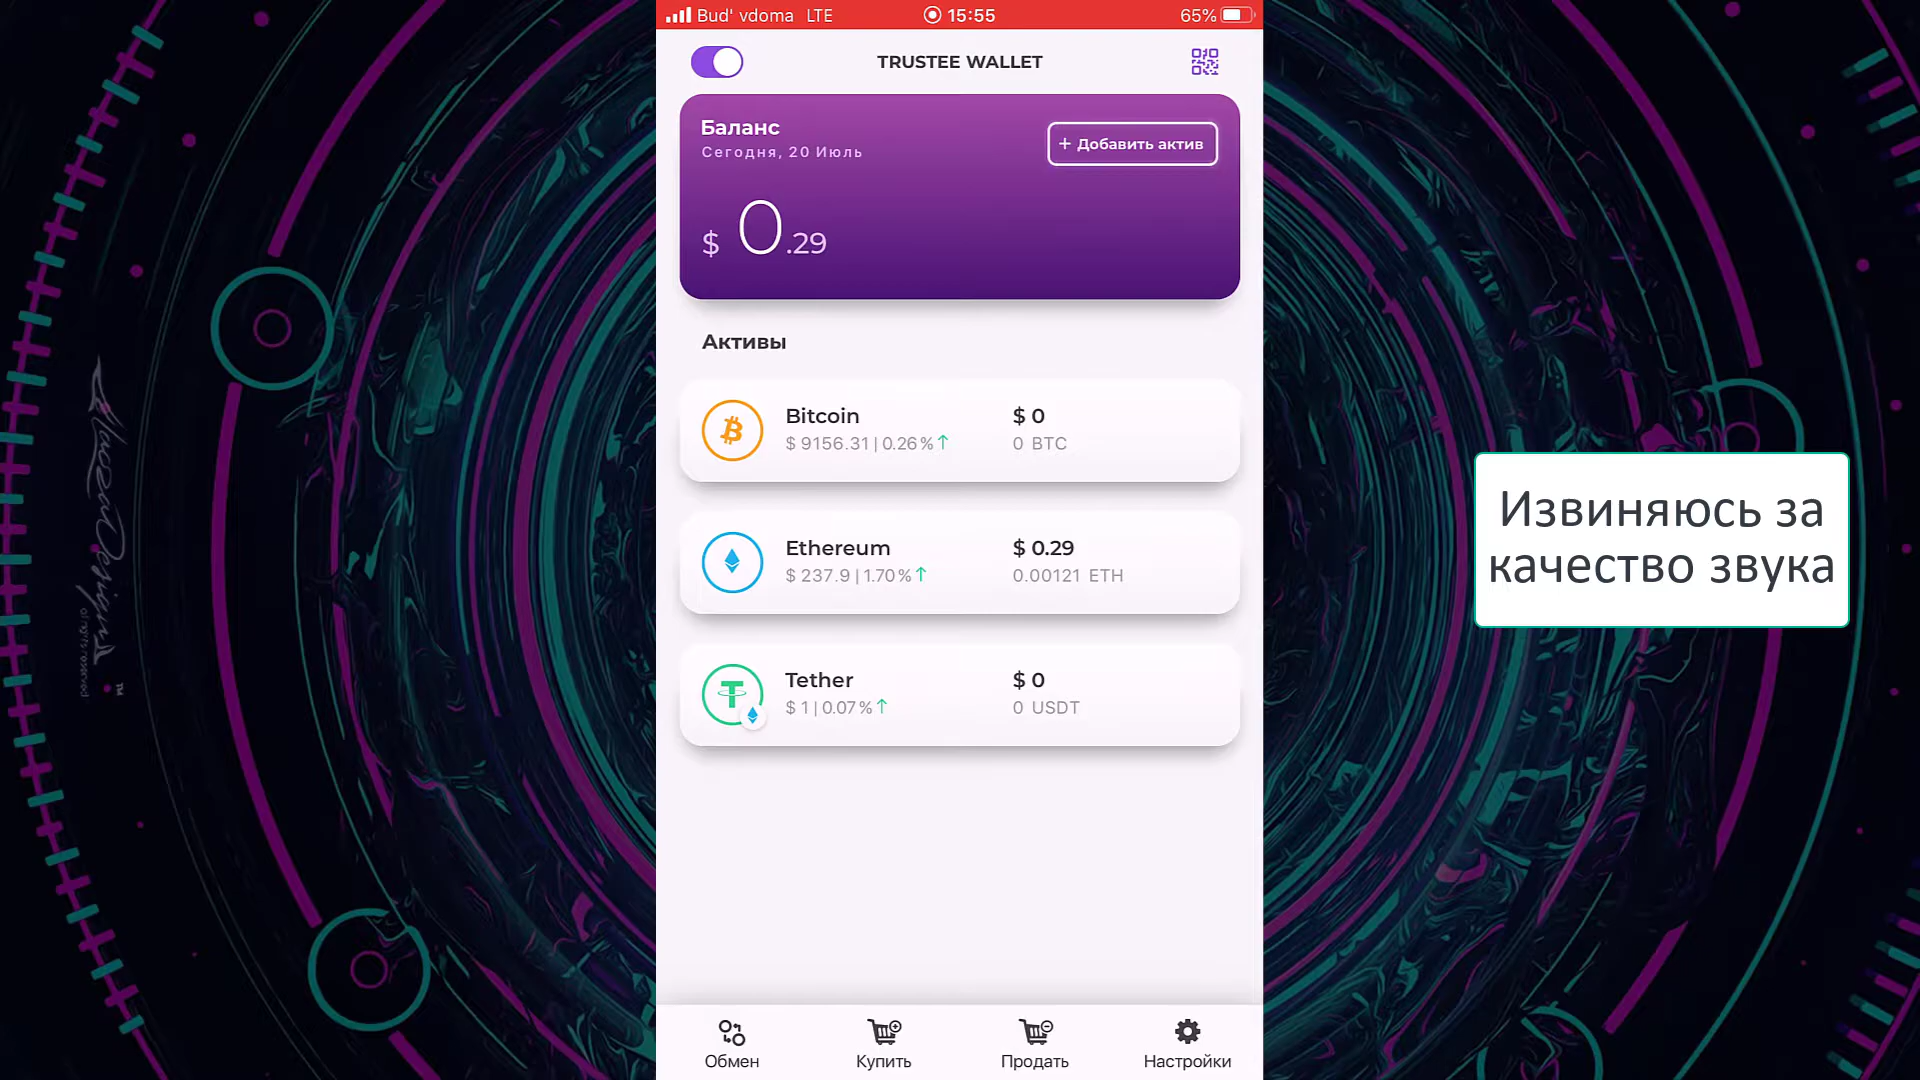 Bud' vdoma LTE
15:55
65%
TRUSTEE WALLET
Баланс
Сегодня, 20 Июль
+ Добавить актив
$ 0.29
Активы
Bitcoin
$ 0
$ 9156.31 | 0.26% ↑
0 BTC
Ethereum
$ 0.29
$ 237.9 | 1.70% ↑
0.00121 ETH
Tether
$ 0
$ 1 | 0.07% ↑
0 USDT
Обмен
Купить
Продать
Настройки
Извиняюсь за
качество звука